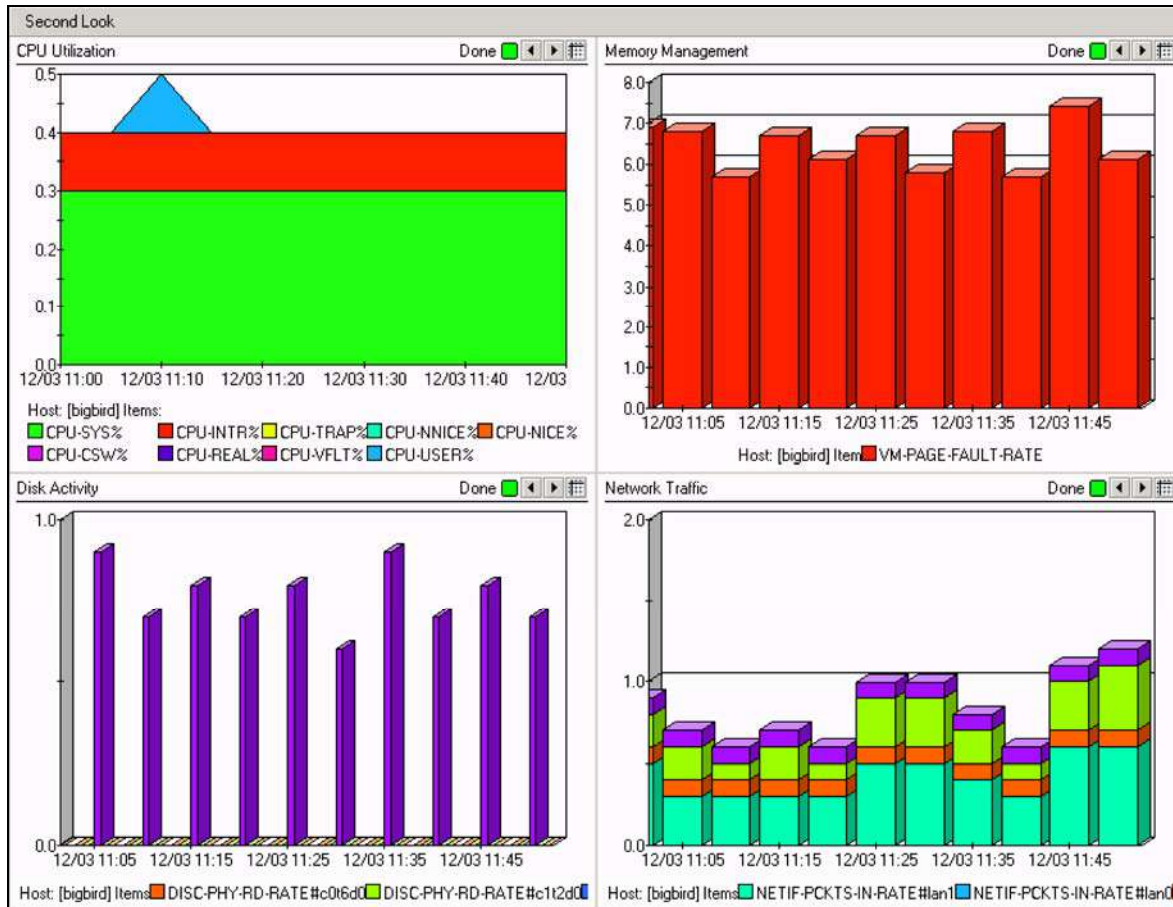 Second Look
CPU Utilization Done
0.5
0.4
0.3
0.2
0.1
0.0
12/03 11:00 12/03 11:10 12/03 11:20 12/03 11:30 12/03 11:40 12/03
Host: [bigbird] Items:
CPU-SYS% CPU-INTR% CPU-TRAP% CPU-NNICE% CPU-NICE%
CPU-CSW% CPU-REAL% CPU-VFLT% CPU-USER%
Memory Management Done
8.0
7.0
6.0
5.0
4.0
3.0
2.0
1.0
0.0
12/03 11:05 12/03 11:15 12/03 11:25 12/03 11:35 12/03 11:45
Host: [bigbird] Item VM-PAGE-FAULT-RATE
Disk Activity Done
1.0
0.0
12/03 11:05 12/03 11:15 12/03 11:25 12/03 11:35 12/03 11:45
Host: [bigbird] Items DISC-PHY-RD-RATE#c0t6d0 DISC-PHY-RD-RATE#c1t2d0
Network Traffic Done
2.0
1.0
0.0
12/03 11:05 12/03 11:15 12/03 11:25 12/03 11:35 12/03 11:45
Host: [bigbird] Items NETIF-PCKTS-IN-RATE#lan1 NETIF-PCKTS-IN-RATE#lan0